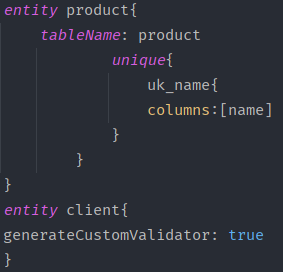 entity product{
    tableName: product
            unique{
                uk_name{
                columns:[name]
            }
        }
}
entity client{
generateCustomValidator: true
}